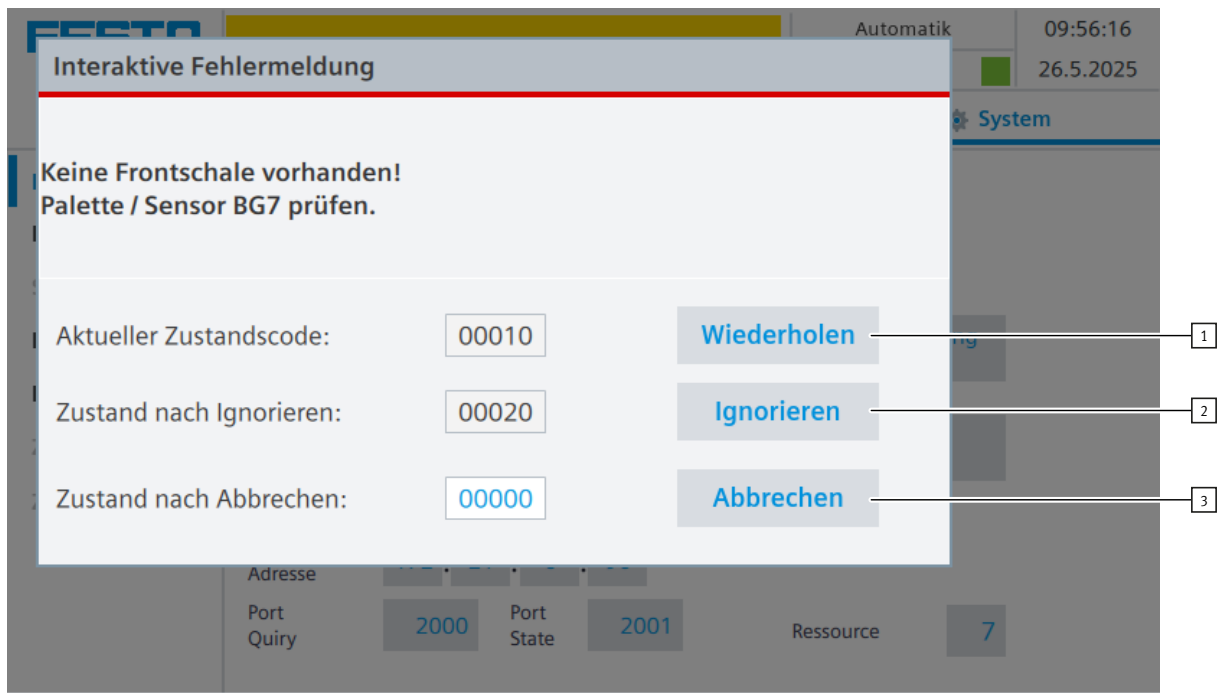 FESTO
Automatik
09:56:16
26.5.2025
System
Interaktive Fehlermeldung
Keine Frontschale vorhanden!
Palette / Sensor BG7 prüfen.
Aktueller Zustandscode: 00010 Wiederholen 1
Zustand nach Ignorieren: 00020 Ignorieren 2
Zustand nach Abbrechen: 00000 Abbrechen 3
Adresse
Port
Quiry
2000
Port
State
2001
Ressource 7